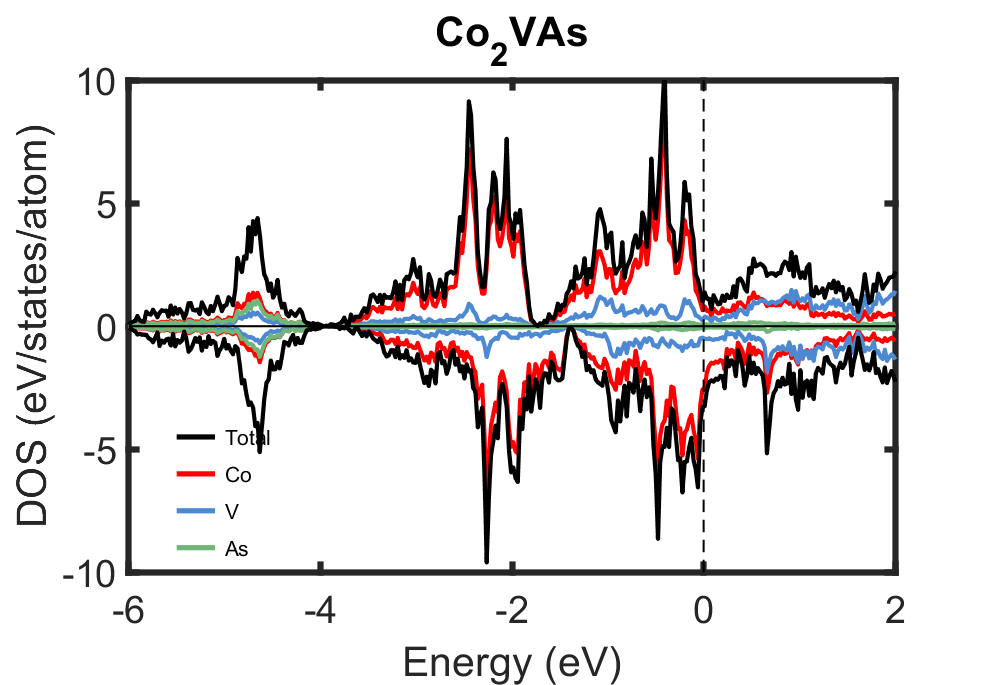 Co₂VAs
DOS (eV/states/atom)
10
5
0
-5
-10
Total
Co
V
As
-6 -4 -2 0 2
Energy (eV)